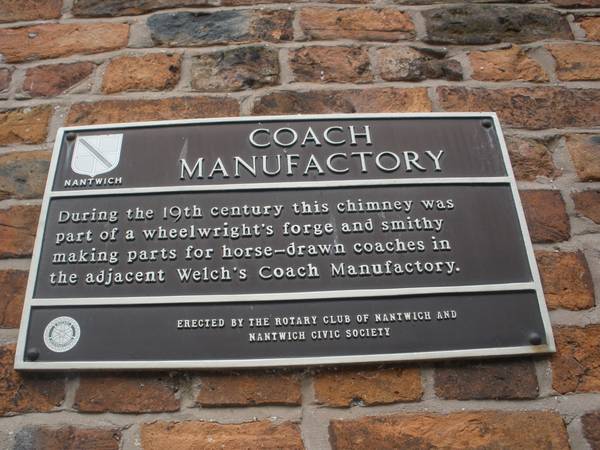 COACH
MANUFACTORY
NANTWICH
During the 19th century this chimney was
part of a wheelwright's forge and smithy
making parts for horse-drawn coaches in
the adjacent Welch's Coach Manufactory.
ERECTED BY THE ROTARY CLUB OF NANTWICH AND
NANTWICH CIVIC SOCIETY